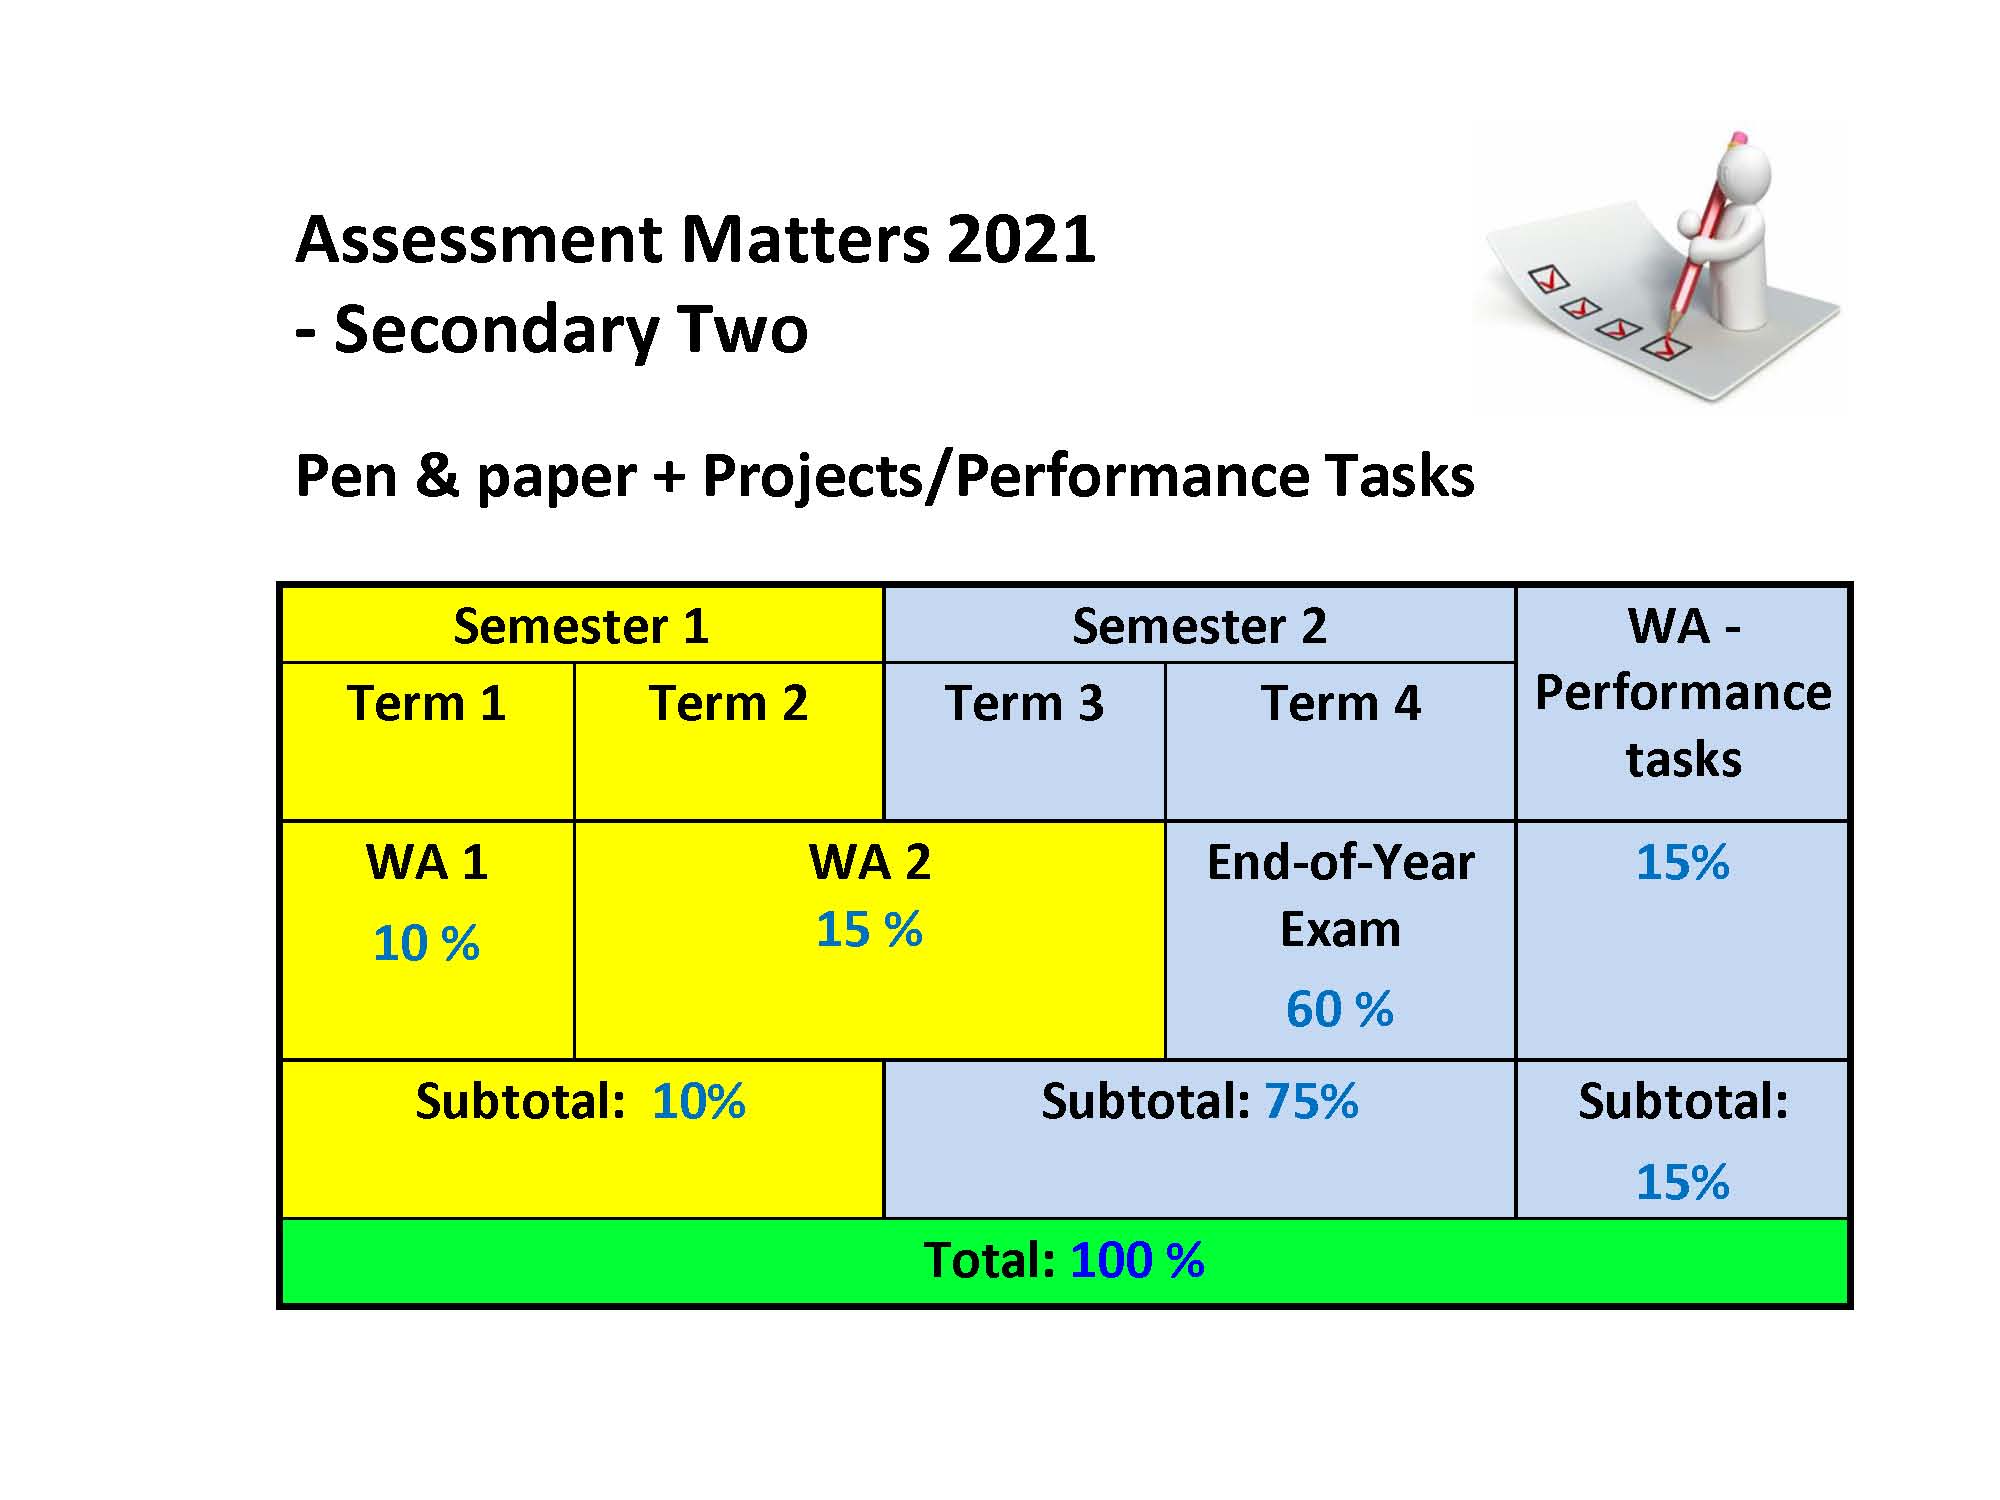 Assessment Matters 2021
- Secondary Two
Pen & paper + Projects/Performance Tasks
Semester 1
Semester 2
WA -
Performance
tasks
Term 1
Term 2
Term 3
Term 4
WA 1
10 %
WA 2
15 %
End-of-Year
Exam
60 %
15%
Subtotal: 10%
Subtotal: 75%
Subtotal:
15%
Total: 100 %